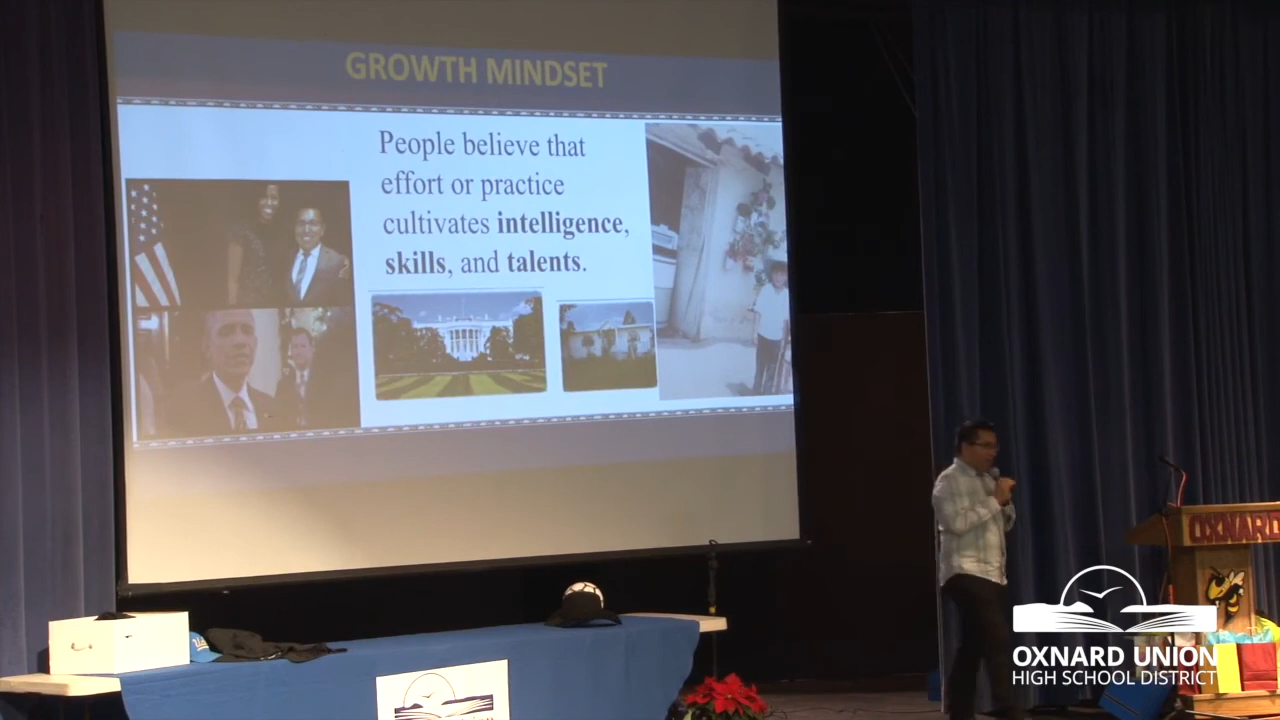 GROWTH MINDSET
People believe that
effort or practice
cultivates intelligence,
skills, and talents.
OXNARD
OXNARD UNION
HIGH SCHOOL DISTRICT